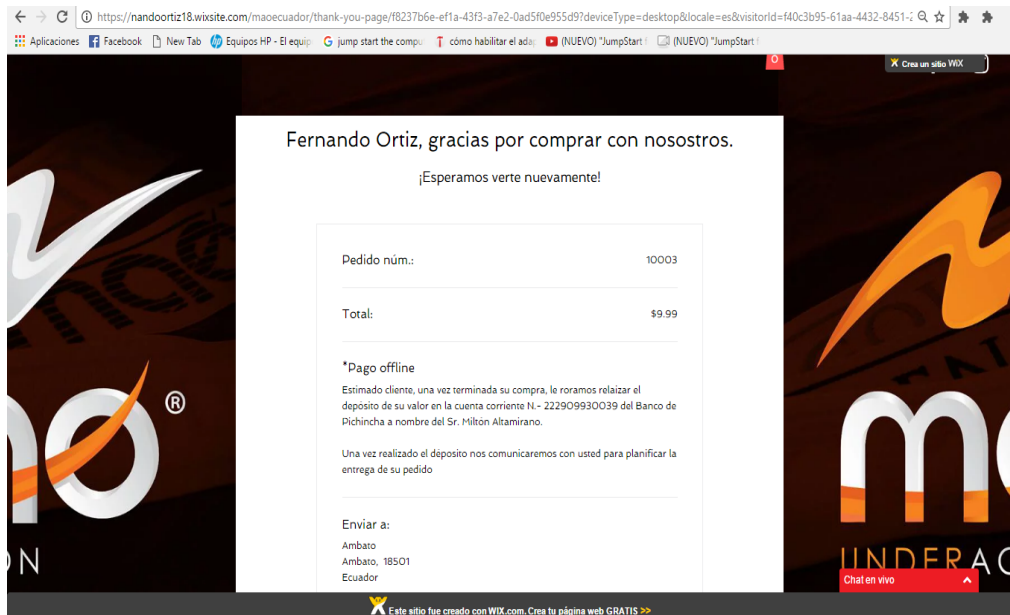 https://nandoortiz18.wixsite.com/maoecuador/thank-you-page/f8237b6e-ef1a-43f3-a7e2-0ad5f0e955d9?deviceType=desktop&locale=es&visitorId=f40c3b95-61aa-4432-8451-2
Aplicaciones Facebook New Tab Equipos HP - El equip G jump start the compu cómo habilitar el ada (NUEVO) "JumpStart (NUEVO) "JumpStart
0
Crea un sitio WiX
Fernando Ortiz, gracias por comprar con nosostros.
¡Esperamos verte nuevamente!
Pedido núm.: 10003
Total: $9.99
*Pago offline
Estimado cliente, una vez terminada su compra, le roramos relaizar el
depósito de su valor en la cuenta corriente N.- 222909930039 del Banco de
Pichincha a nombre del Sr. Miltón Altamirano.
Una vez realizado el déposito nos comunicaremos con usted para planificar la
entrega de su pedido
Enviar a:
Ambato
Ambato, 18501
Ecuador
®
ON
UNDERAC
Chat en vivo
Este sitio fue creado con WIX.com. Crea tu página web GRATIS >>